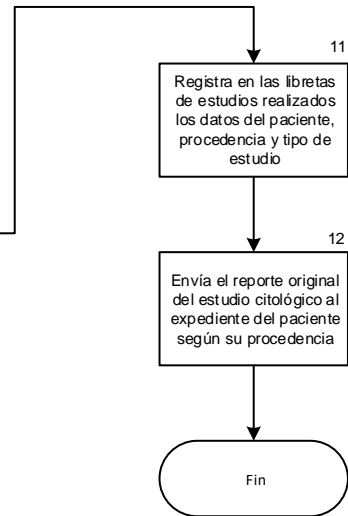 11
Registra en las libretas
de estudios realizados
los datos del paciente,
procedencia y tipo de
estudio
12
Envía el reporte original
del estudio citológico al
expediente del paciente
según su procedencia
Fin